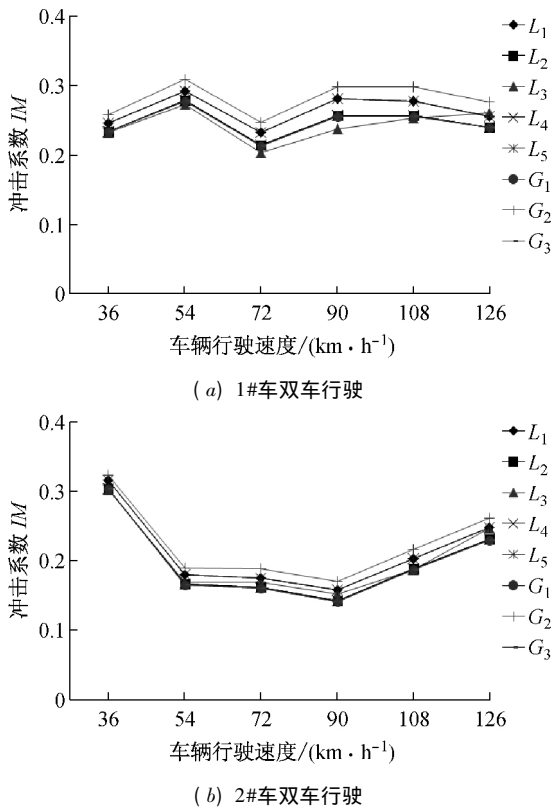 0.4
0.3
0.2
0.1
0
冲击系数 IM
36 54 72 90 108 126
车辆行驶速度/(km·h⁻¹)
L₁
L₂
L₃
L₄
L₅
G₁
G₂
G₃
(a) 1#车双车行驶
0.4
0.3
0.2
0.1
0
冲击系数 IM
36 54 72 90 108 126
车辆行驶速度/(km·h⁻¹)
L₁
L₂
L₃
L₄
L₅
G₁
G₂
G₃
(b) 2#车双车行驶